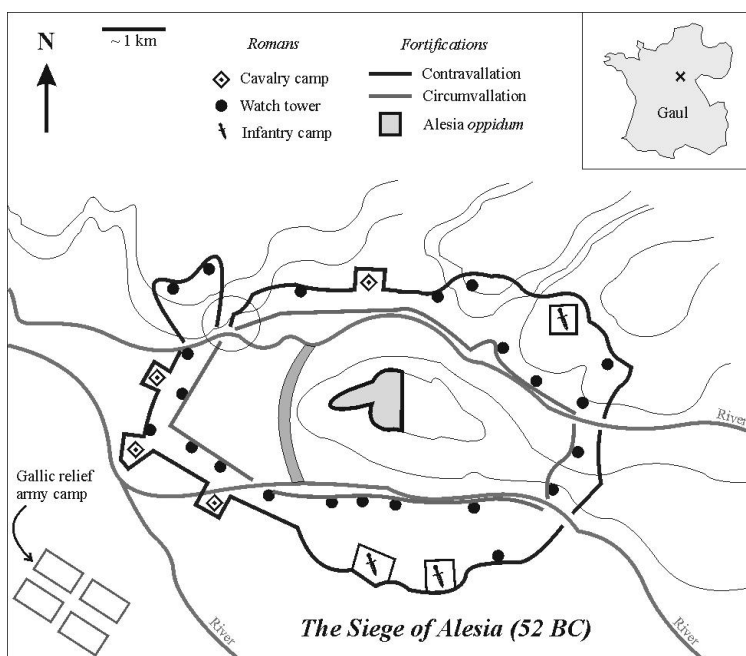 N
~ 1 km
Romans
Cavalry camp
Watch tower
Infantry camp
Fortifications
Contravallation
Circumvallation
Alesia oppidum
Gaul
River
Gallic relief
army camp
River
River
The Siege of Alesia (52 BC)